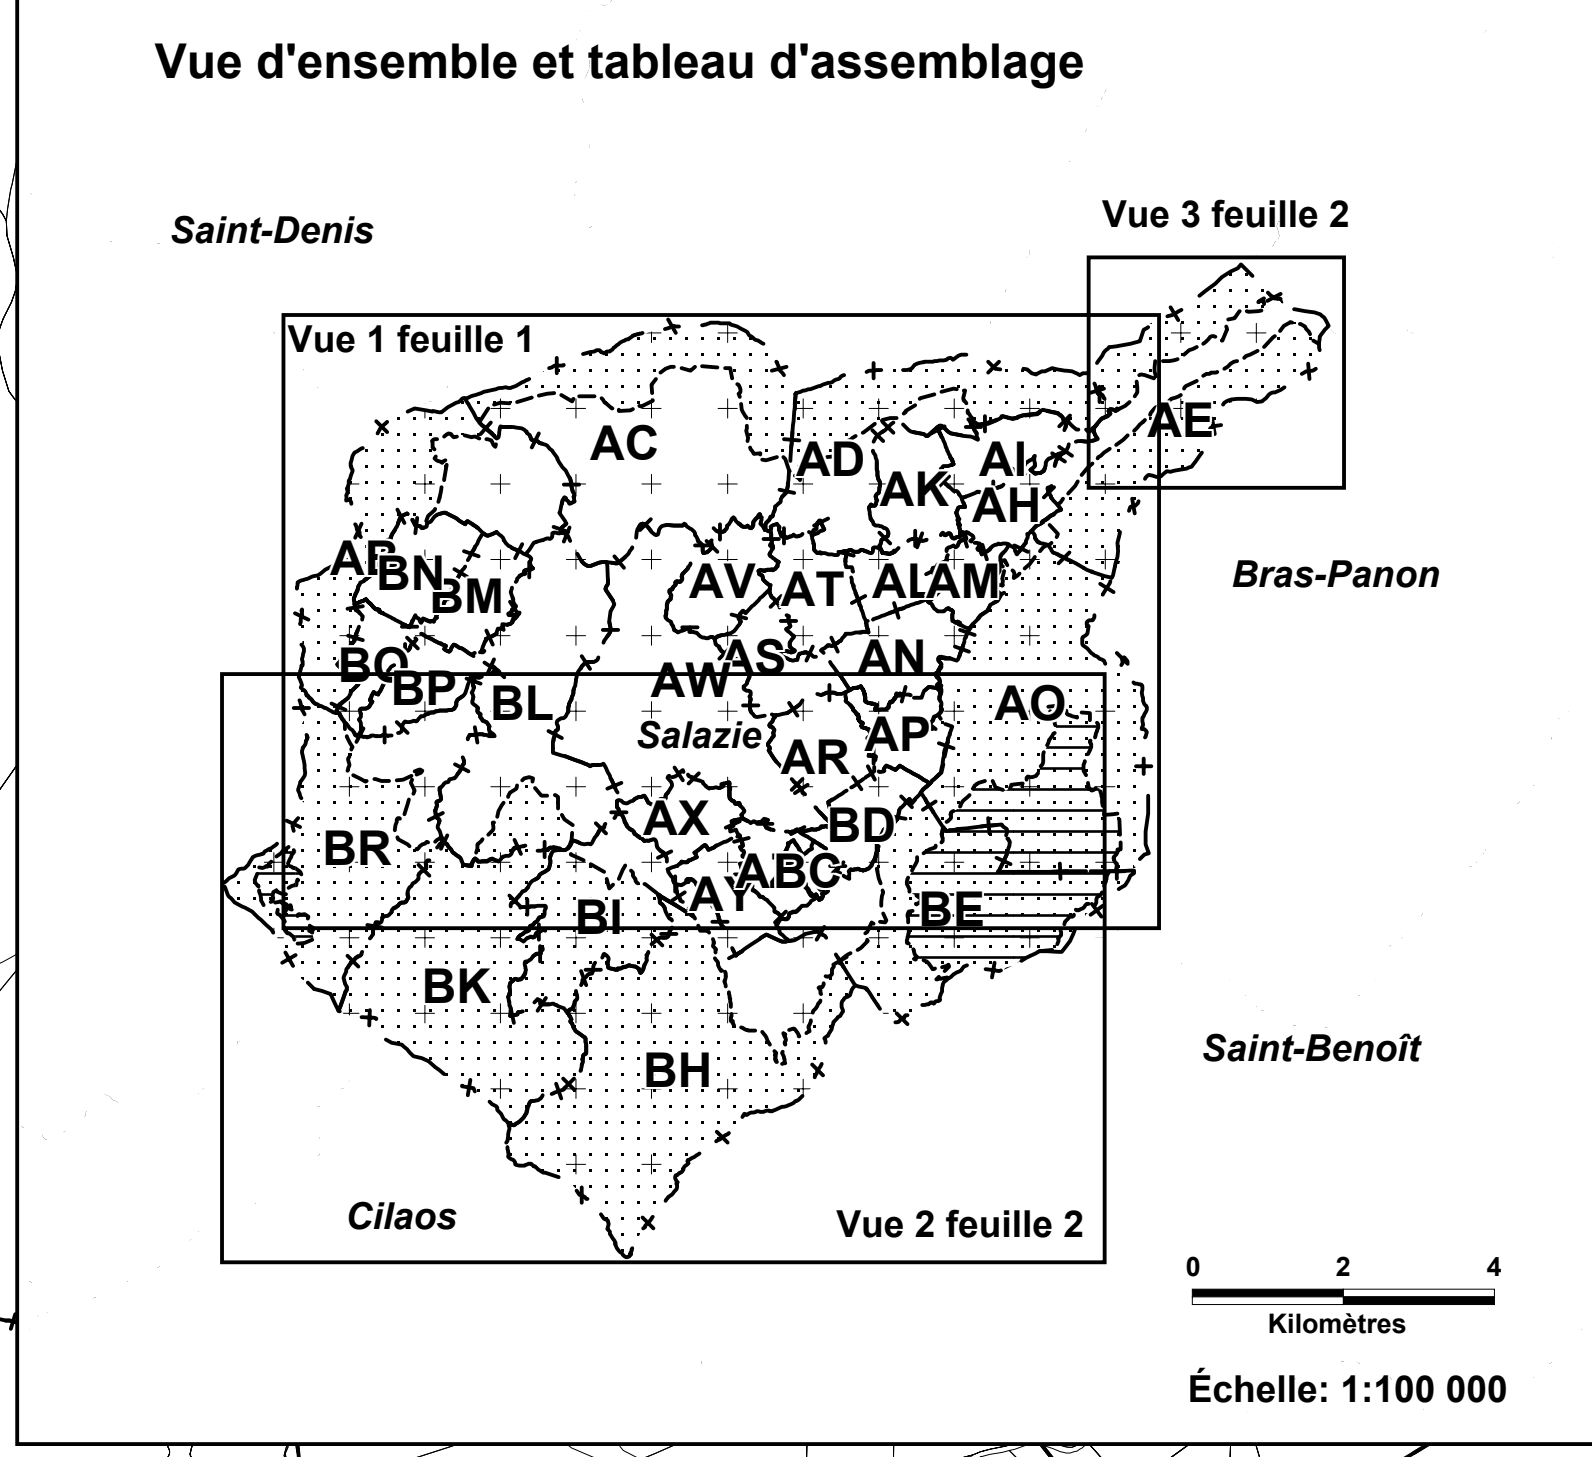 Vue d'ensemble et tableau d'assemblage
Saint-Denis
Vue 3 feuille 2
Vue 1 feuille 1
AE
AC
AD
AI
AK
AH
BN
BM
AV
AT
AL
AM
Bras-Panon
AS
AN
BP
BL
AW
AO
Salazie
AP
AR
AX
BD
BR
BC
AY
BI
BE
BK
BH
Saint-Benoît
Cilaos
Vue 2 feuille 2
0 2 4
Kilomètres
Échelle: 1:100 000